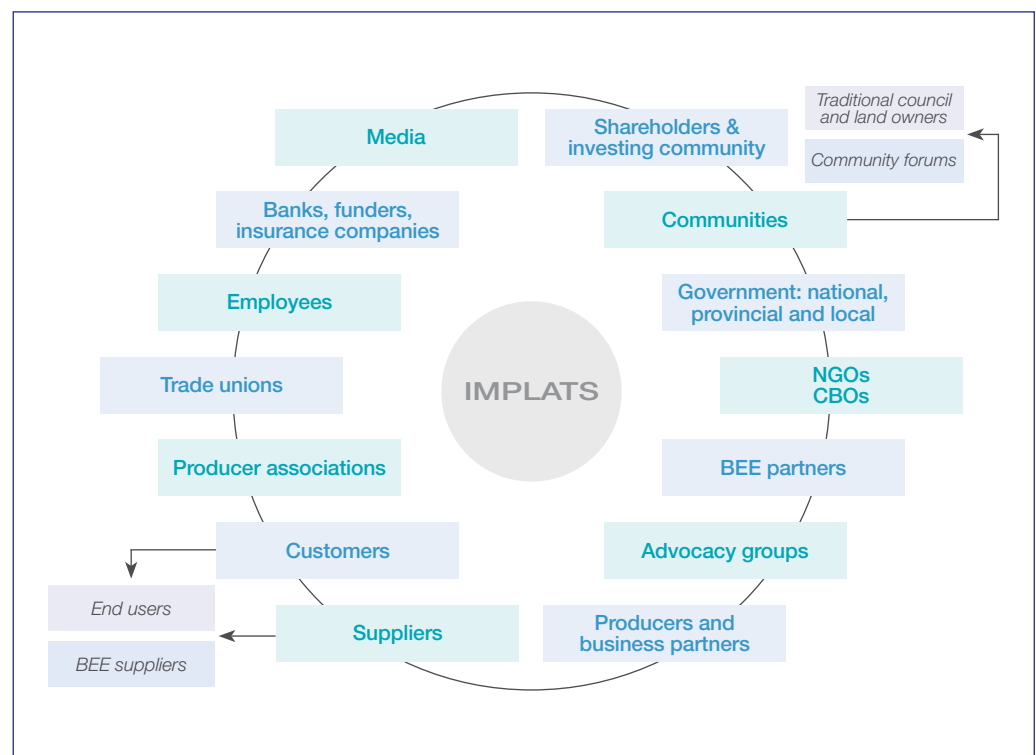 Media
Shareholders &
investing community
Traditional council
and land owners
Community forums
Banks, funders,
insurance companies
Communities
Employees
Government: national,
provincial and local
IMPLATS
Trade unions
NGOs
CBOs
Producer associations
BEE partners
Customers
Advocacy groups
End users
BEE suppliers
Suppliers
Producers and
business partners